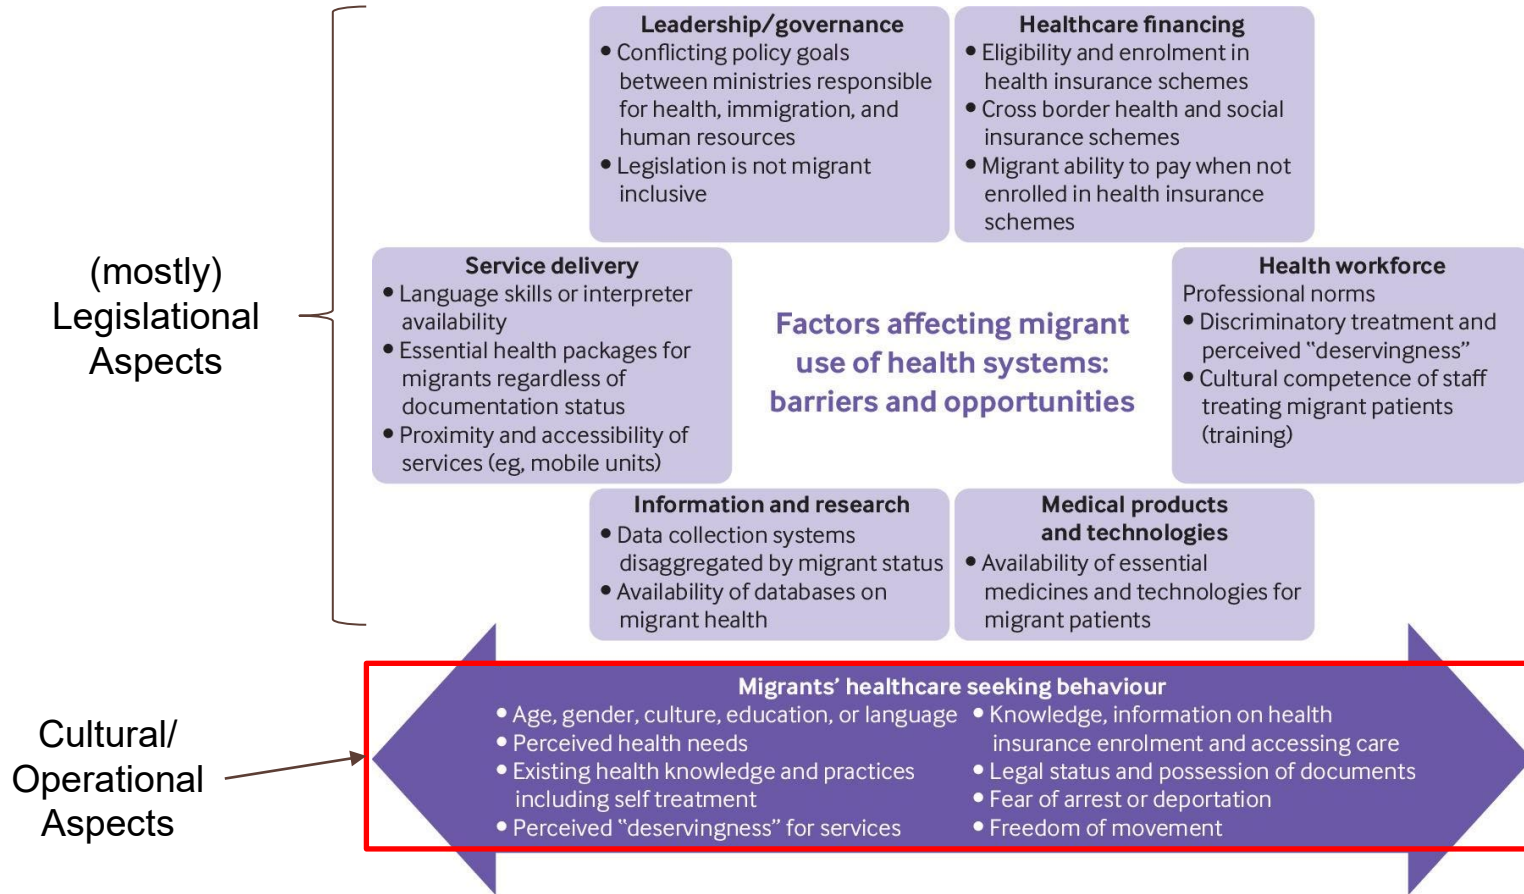 Leadership/governance
• Conflicting policy goals
between ministries responsible
for health, immigration, and
human resources
• Legislation is not migrant
inclusive
Healthcare financing
• Eligibility and enrolment in
health insurance schemes
• Cross border health and social
insurance schemes
• Migrant ability to pay when not
enrolled in health insurance
schemes
(mostly)
Legislational
Aspects
Service delivery
• Language skills or interpreter
availability
• Essential health packages for
migrants regardless of
documentation status
• Proximity and accessibility of
services (eg, mobile units)
Factors affecting migrant
use of health systems:
barriers and opportunities
Health workforce
Professional norms
• Discriminatory treatment and
perceived “deservingness”
• Cultural competence of staff
treating migrant patients
(training)
Information and research
• Data collection systems
disaggregated by migrant status
• Availability of databases on
migrant health
Medical products
and technologies
• Availability of essential
medicines and technologies for
migrant patients
Cultural/
Operational
Aspects
Migrants’ healthcare seeking behaviour
• Age, gender, culture, education, or language
• Perceived health needs
• Existing health knowledge and practices
including self treatment
• Perceived “deservingness” for services
• Knowledge, information on health
insurance enrolment and accessing care
• Legal status and possession of documents
• Fear of arrest or deportation
• Freedom of movement